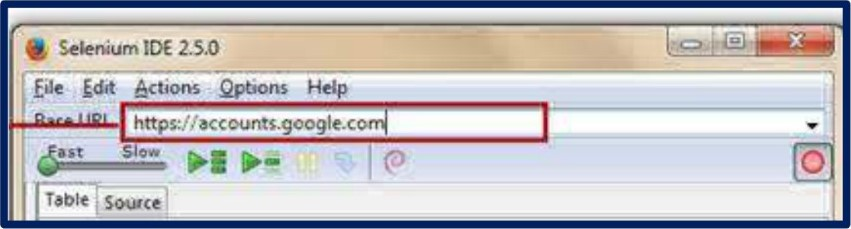 Selenium IDE 2.5.0
File Edit Actions Options Help
Base URL https://accounts.google.com
Fast Slow
Table Source